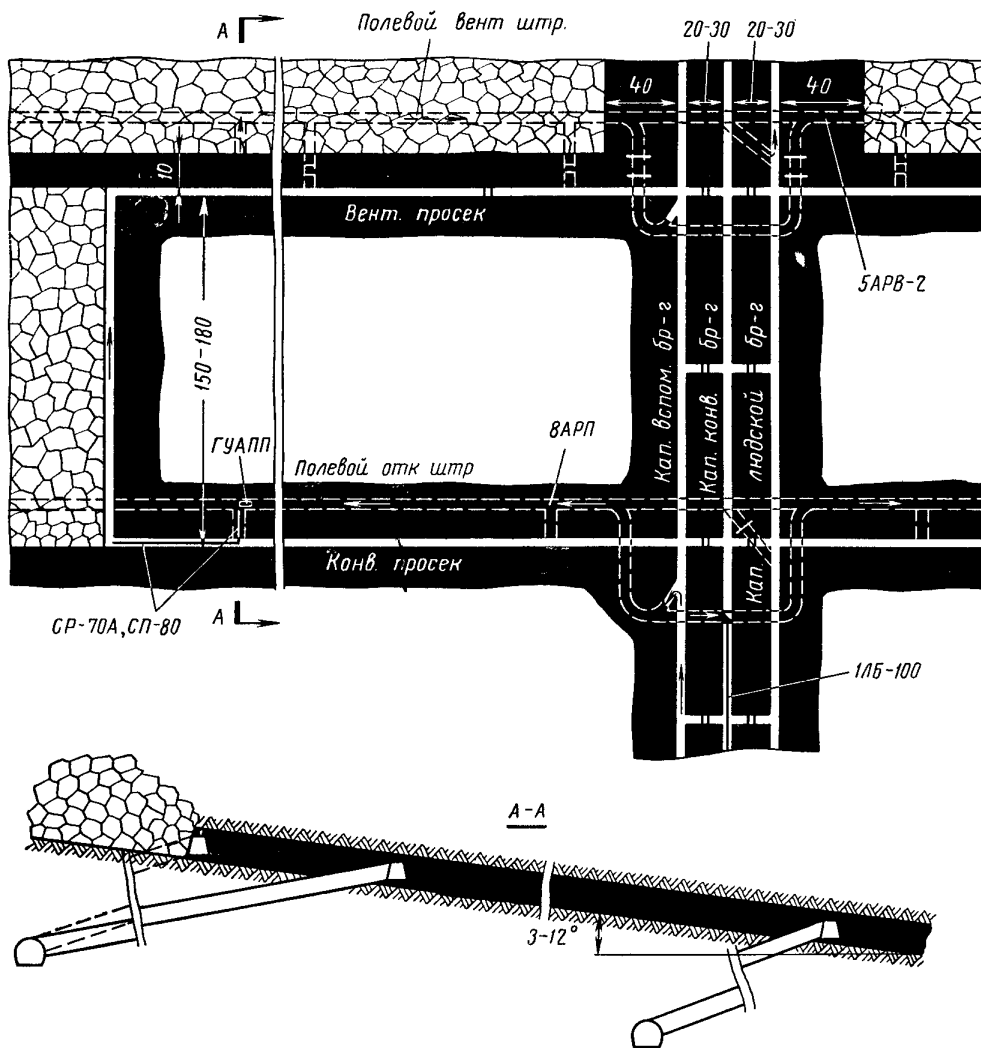 А
Полевой вент штр.
20-30
20-30
40
40
10
Вент. просек
5АРВ-2
150-180
Кап. вспом. бр-г
Кап. конв. бр-г
Кап. людской бр-г
ГУАПП
8АРП
Полевой отк штр
Конв. просек
А
СР-70А, СП-80
1ЛБ-100
А-А
3-12°